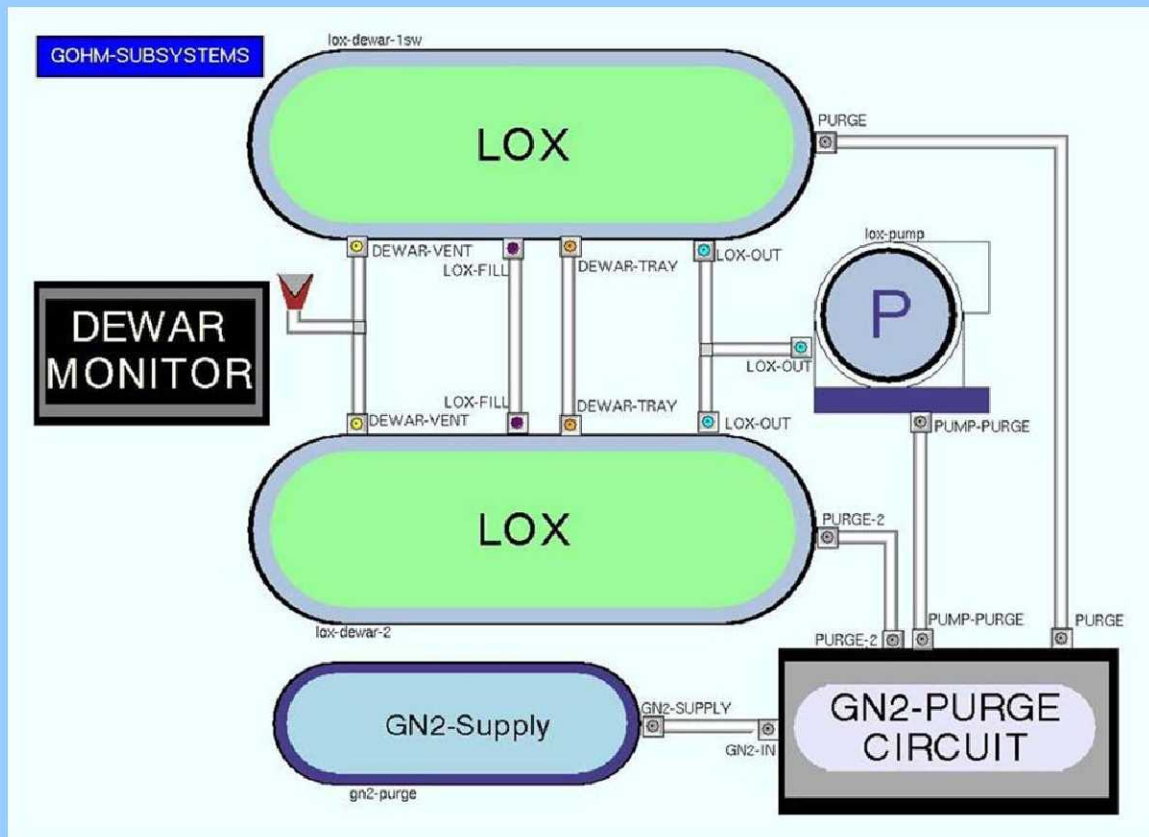 GOHM-SUBSYSTEMS
lox-dewar-1sw
LOX
PURGE
DEWAR-VENT
LOX-FILL
DEWAR-TRAY
LOX-OUT
lox-pump
P
DEWAR
MONITOR
LOX-OUT
LOX-FILL
DEWAR-TRAY
DEWAR-VENT
LOX-OUT
PUMP-PURGE
LOX
PURGE-2
lox-dewar-2
PURGE-2
PUMP-PURGE
PURGE
GN2-Supply
GN2-SUPPLY
GN2-IN
GN2-PURGE
CIRCUIT
gn2-purge